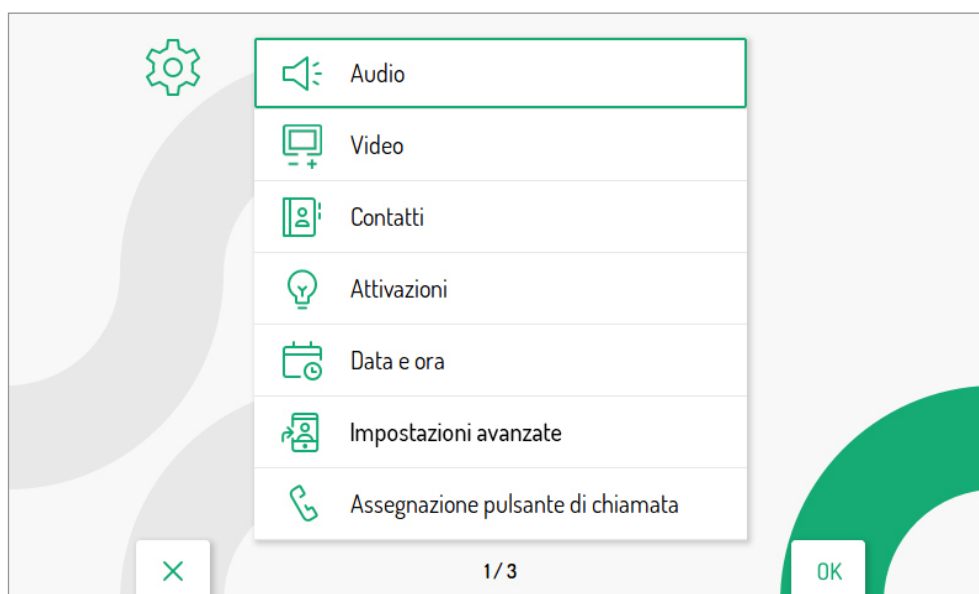 Audio
Video
Contatti
Attivazioni
Data e ora
Impostazioni avanzate
Assegnazione pulsante di chiamata
1/3
OK